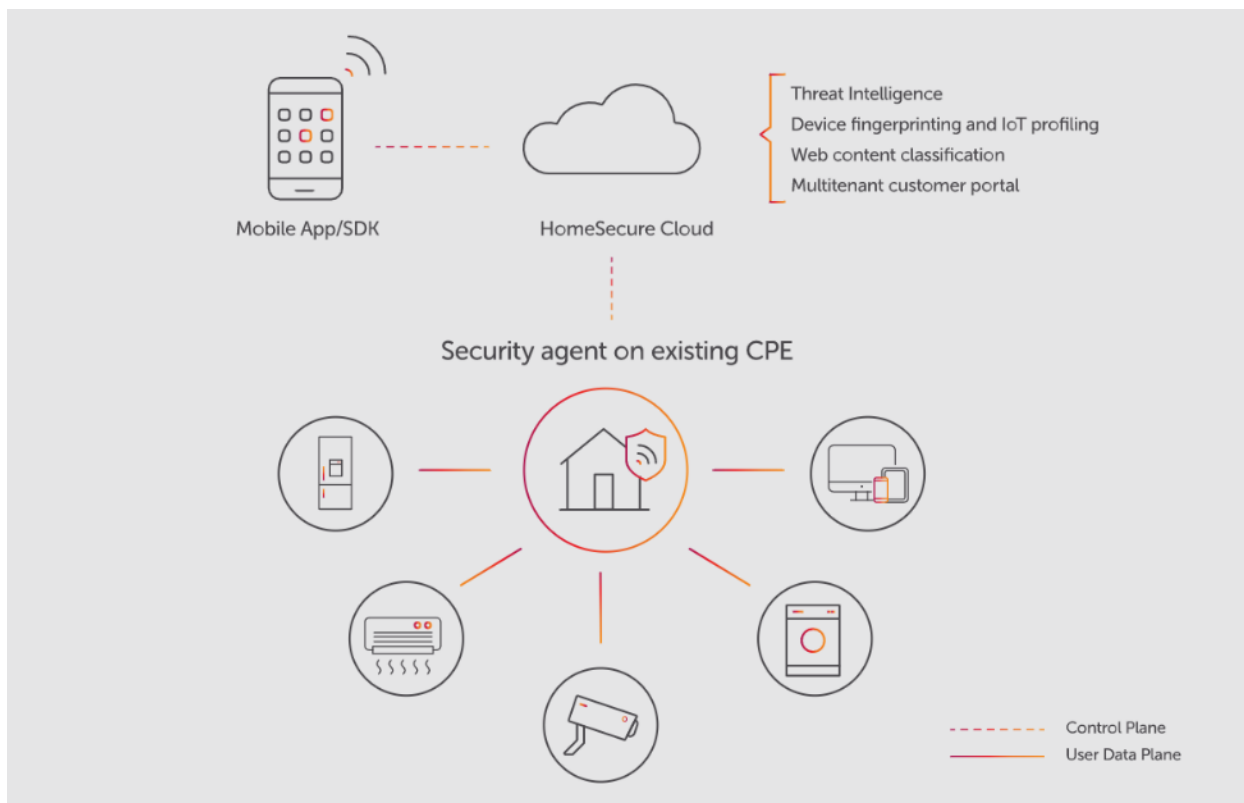 Threat Intelligence
Device fingerprinting and IoT profiling
Web content classification
Multitenant customer portal
Mobile App/SDK
HomeSecure Cloud
Security agent on existing CPE
Control Plane
User Data Plane